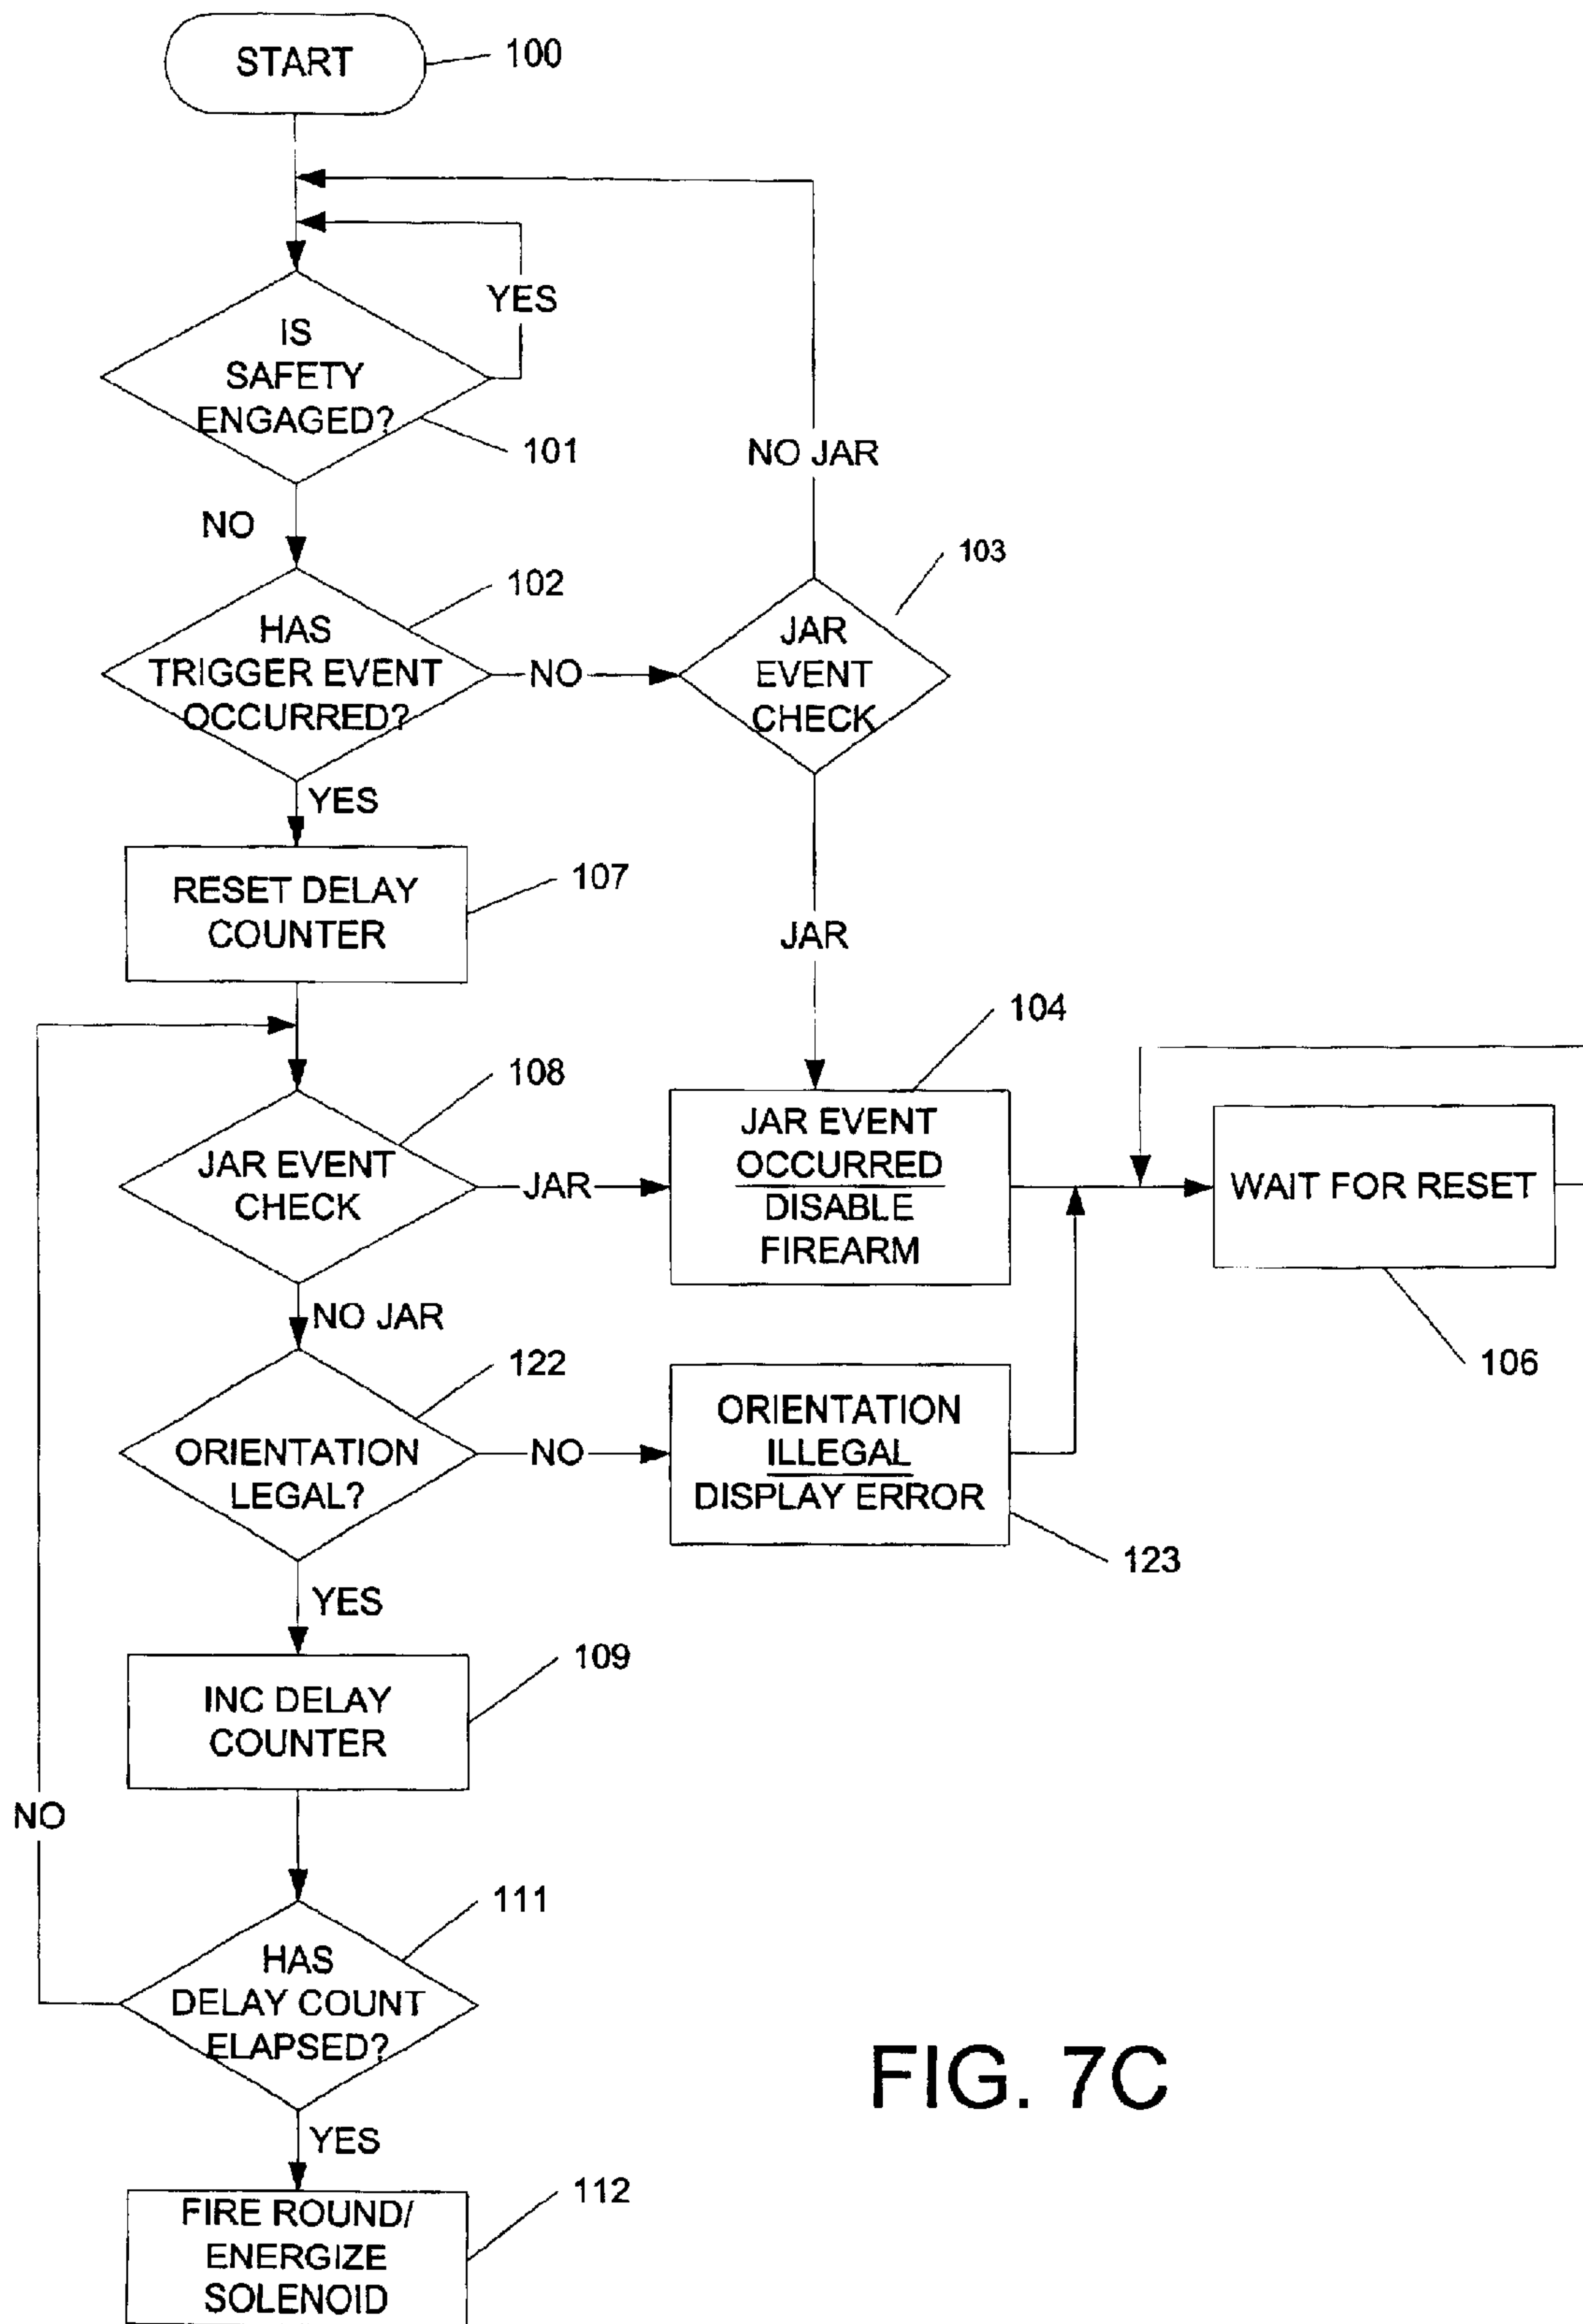 START
100
YES
IS
SAFETY
ENGAGED?
101
NO JAR
NO
103
102
HAS
TRIGGER EVENT
OCCURRED?
NO
JAR
EVENT
CHECK
YES
RESET DELAY
COUNTER
107
JAR
104
108
JAR EVENT
CHECK
JAR
JAR EVENT
OCCURRED
DISABLE
FIREARM
WAIT FOR RESET
NO JAR
122
106
ORIENTATION
LEGAL?
NO
ORIENTATION
ILLEGAL
DISPLAY ERROR
123
YES
109
INC DELAY
COUNTER
NO
111
HAS
DELAY COUNT
ELAPSED?
FIG. 7C
YES
112
FIRE ROUND/
ENERGIZE
SOLENOID